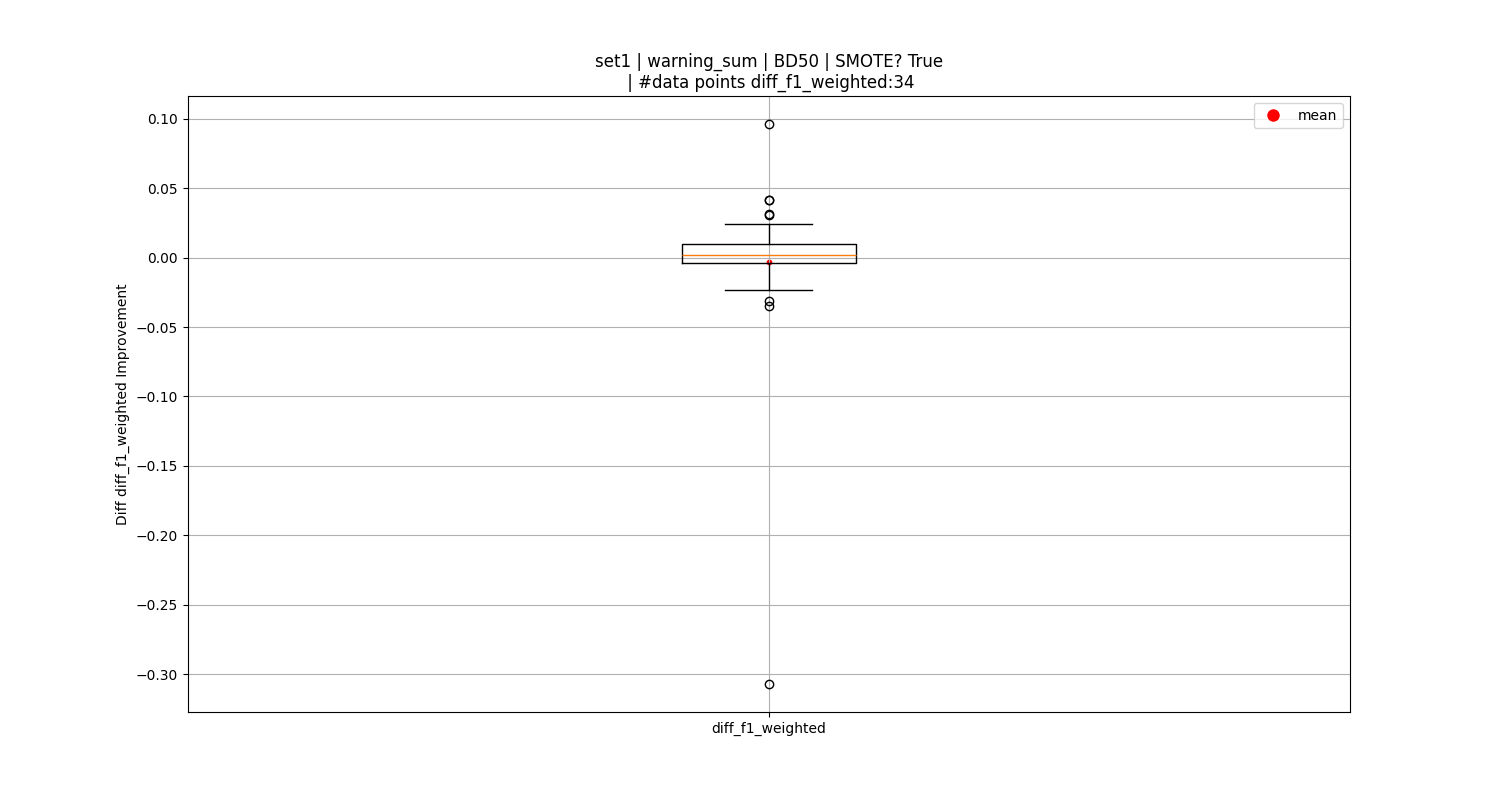 set1 | warning_sum | BD50 | SMOTE? True
| #data points diff_f1_weighted:34
mean
0.10
0.05
0.00
−0.05
−0.10
−0.15
−0.20
−0.25
−0.30
Diff diff_f1_weighted Improvement
diff_f1_weighted